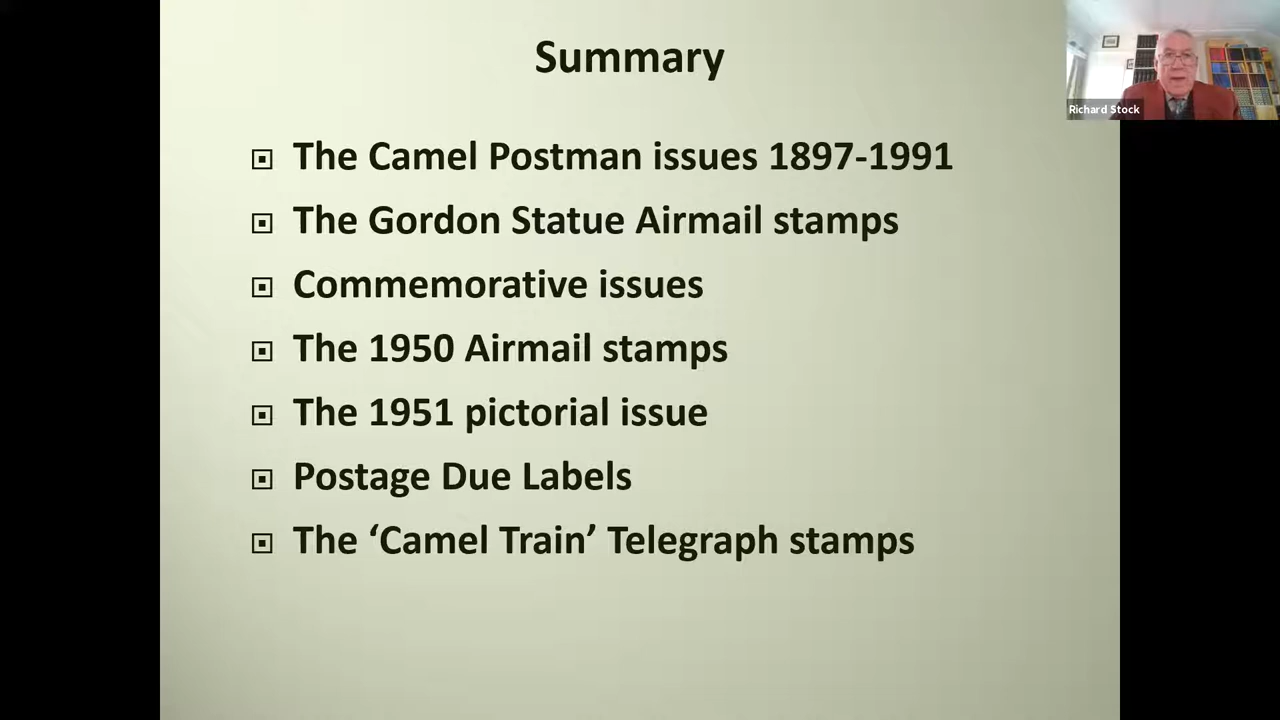 Summary
Richard Stock
The Camel Postman issues 1897-1991
The Gordon Statue Airmail stamps
Commemorative issues
The 1950 Airmail stamps
The 1951 pictorial issue
Postage Due Labels
The ‘Camel Train’ Telegraph stamps